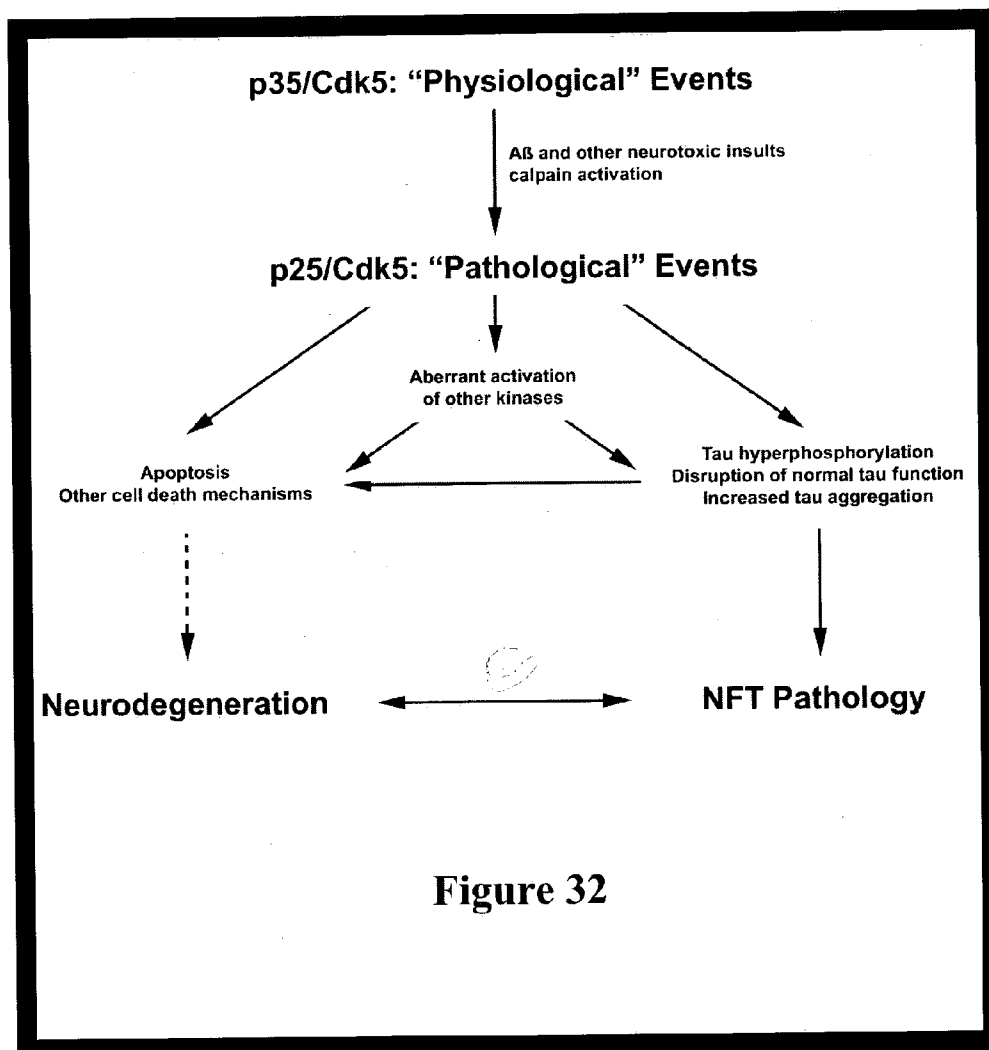 p35/Cdk5: “Physiological” Events
Aß and other neurotoxic insults
calpain activation
p25/Cdk5: “Pathological” Events
Aberrant activation
of other kinases
Apoptosis
Other cell death mechanisms
Tau hyperphosphorylation
Disruption of normal tau function
Increased tau aggregation
Neurodegeneration
NFT Pathology
Figure 32